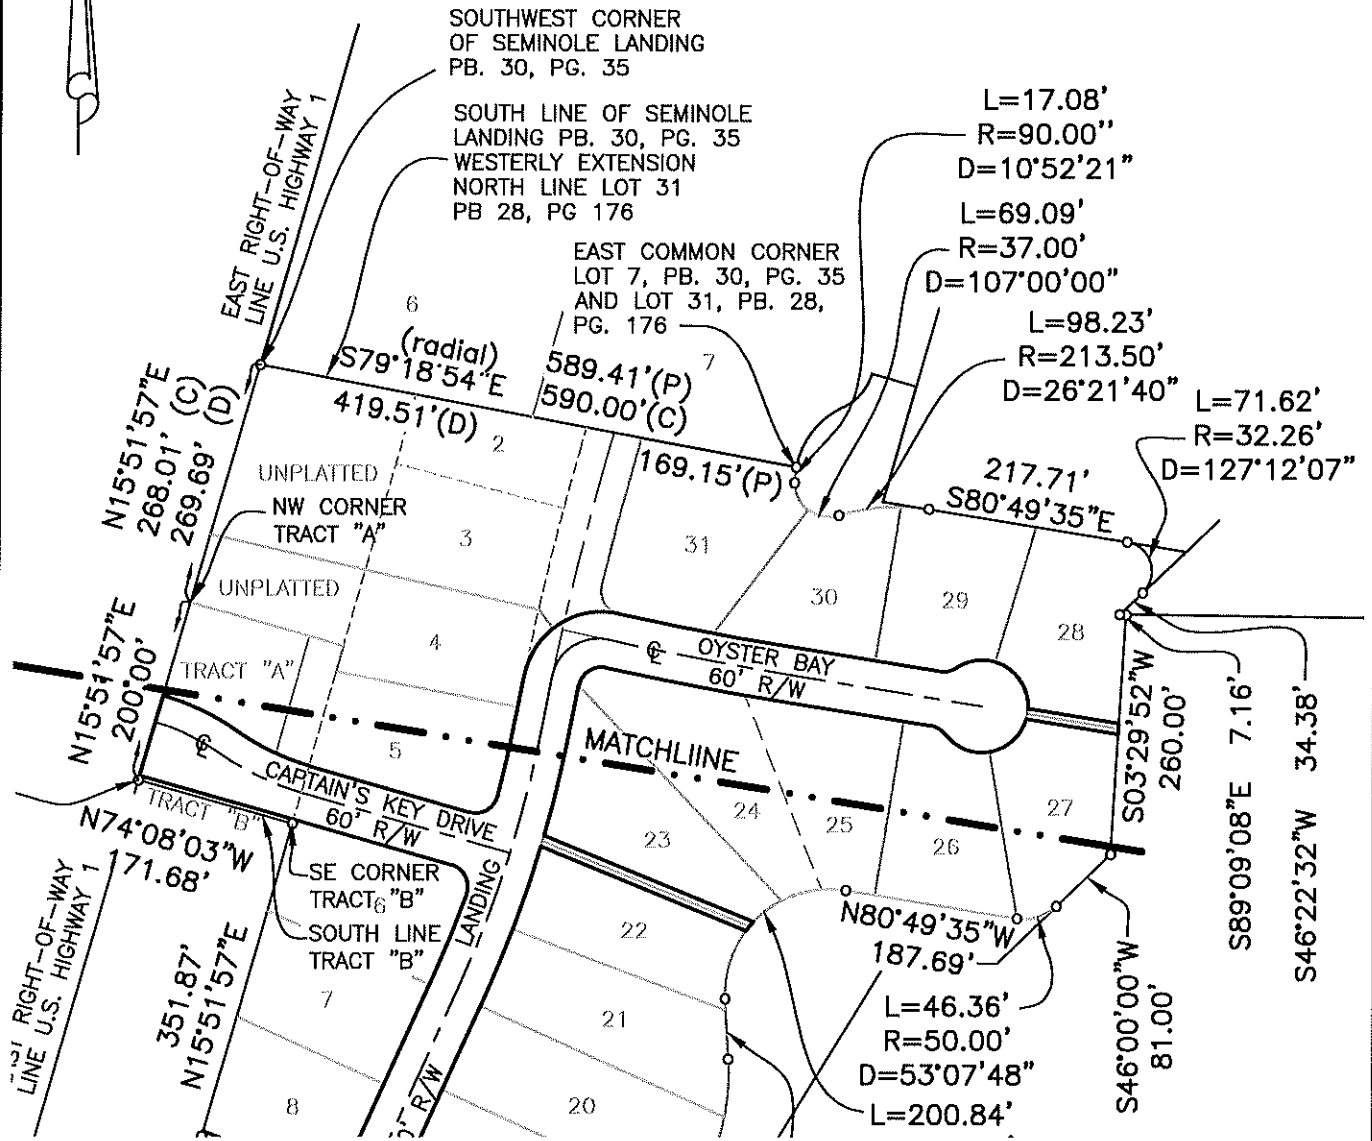 SOUTHWEST CORNER
OF SEMINOLE LANDING
PB. 30, PG. 35
SOUTH LINE OF SEMINOLE
LANDING PB. 30, PG. 35
WESTERLY EXTENSION
NORTH LINE LOT 31
PB 28, PG 176
EAST COMMON CORNER
LOT 7, PB. 30, PG. 35
AND LOT 31, PB. 28,
PG. 176
L=17.08'
R=90.00''
D=10°52'21"
L=69.09'
R=37.00'
D=107°00'00"
L=98.23'
R=213.50'
D=26°21'40"
L=71.62'
R=32.26'
D=127°12'07"
EAST RIGHT-OF-WAY
LINE U.S. HIGHWAY 1
6
7
(radial)
S79°18'54"E
589.41'(P)
590.00'(C)
419.51'(D)
169.15'(P)
217.71'
S80°49'35"E
N15°51'57"E
268.01' (C)
269.69' (D)
UNPLATTED
NW CORNER
TRACT "A"
UNPLATTED
2
3
4
5
31
30
29
28
N15°51'57"E
200.00'
TRACT "A"
OYSTER BAY
60' R/W
℄
S03°29'52"W
260.00'
S89°09'08"E 7.16'
S46°22'32"W 34.38'
MATCHLIINE
℄
CAPTAIN'S KEY DRIVE
60' R/W
TRACT "B"
N74°08'03"W
171.68'
23
24
25
26
27
SE CORNER
TRACT "B"
6
SOUTH LINE
TRACT "B"
LANDING
R/W
RIGHT-OF-WAY
LINE U.S. HIGHWAY 1
351.87'
N15°51'57"E
7
8
22
21
20
N80°49'35"W
187.69'
L=46.36'
R=50.00'
D=53°07'48"
L=200.84'
S46°00'00"W
81.00'